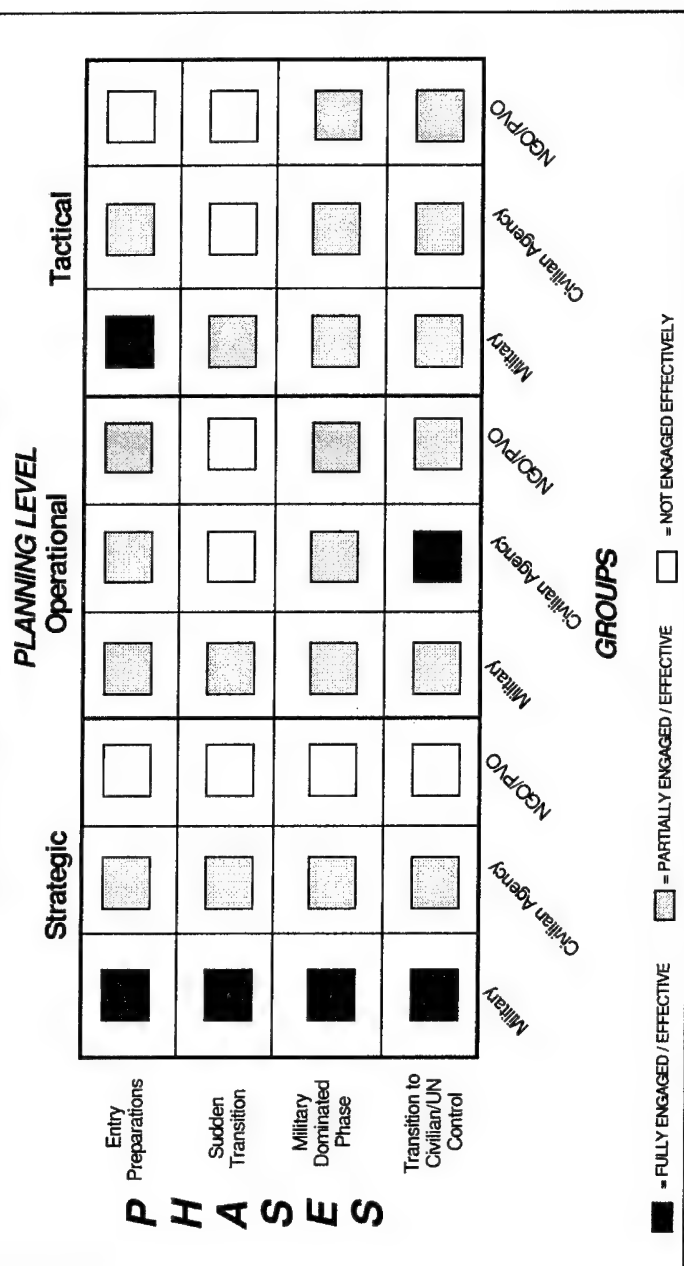 PLANNING LEVEL
Strategic Operational Tactical
Entry
Preparations
Sudden
Transition
Military
Dominated
Phase
Transition to
Civilian/UN
Control
PHASES
Military Civilian Agency NGO/PVO Military Civilian Agency NGO/PVO Military Civilian Agency NGO/PVO
GROUPS
= FULLY ENGAGED / EFFECTIVE = PARTIALLY ENGAGED / EFFECTIVE = NOT ENGAGED EFFECTIVELY